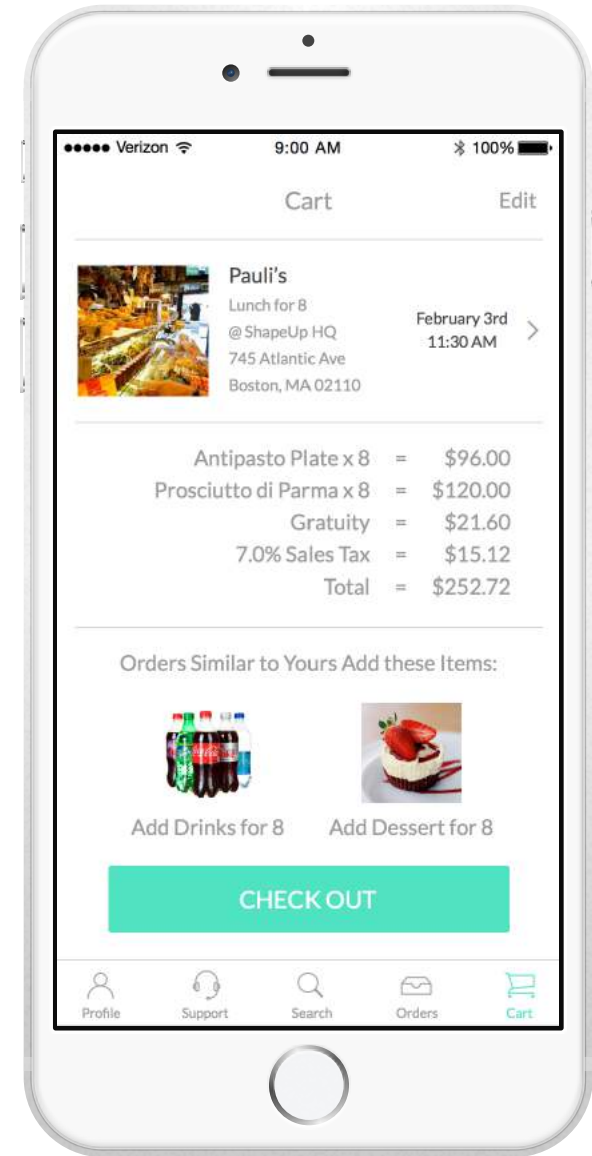 ●●●●● Verizon 9:00 AM 100%
Cart Edit
Pauli's
Lunch for 8
@ ShapeUp HQ
745 Atlantic Ave
Boston, MA 02110
February 3rd
11:30 AM
Antipasto Plate x 8 = $96.00
Prosciutto di Parma x 8 = $120.00
Gratuity = $21.60
7.0% Sales Tax = $15.12
Total = $252.72
Orders Similar to Yours Add these Items:
Add Drinks for 8 Add Dessert for 8
CHECK OUT
Profile Support Search Orders Cart